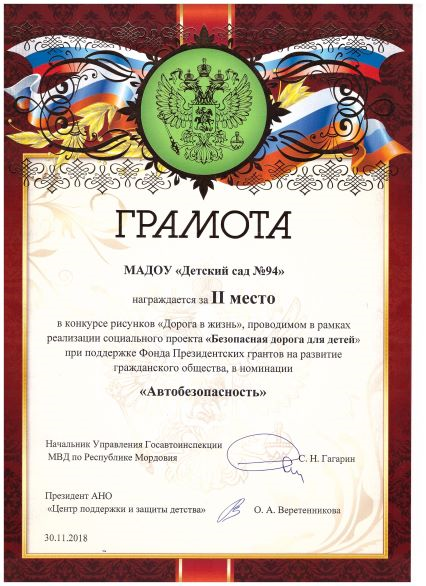 ГРАМОТА
МАДОУ «Детский сад №94»
награждается за II место
в конкурсе рисунков «Дорога в жизнь», проводимом в рамках
реализации социального проекта «Безопасная дорога для детей»
при поддержке Фонда Президентских грантов на развитие
гражданского общества, в номинации
«Автобезопасность»
Начальник Управления Госавтоинспекции
МВД по Республике Мордовия С. Н. Гагарин
Президент АНО
«Центр поддержки и защиты детства» О. А. Веретенникова
30.11.2018